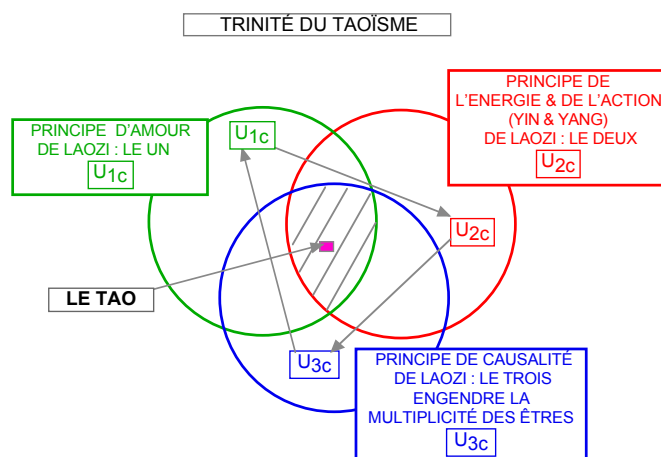 TRINITÉ DU TAOÏSME
PRINCIPE DE
L'ENERGIE & DE L'ACTION
(YIN & YANG)
DE LAOZI : LE DEUX
U2c
PRINCIPE D'AMOUR
DE LAOZI : LE UN
U1c
U1c
U2c
LE TAO
U3c
PRINCIPE DE CAUSALITÉ
DE LAOZI : LE TROIS
ENGENDRE LA
MULTIPLICITÉ DES ÊTRES
U3c